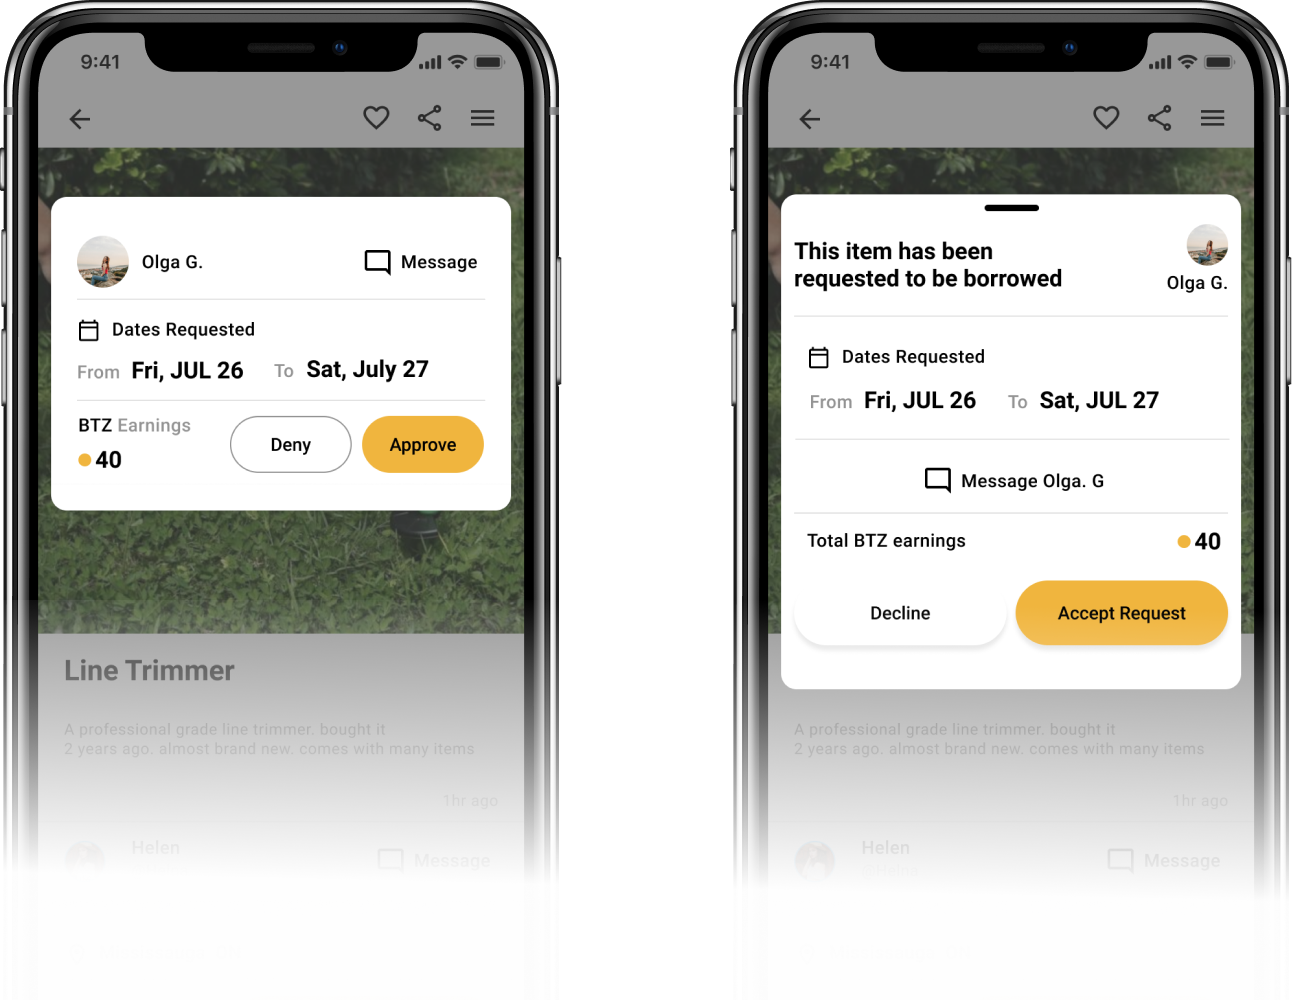 9:41
Olga G.
Message
Dates Requested
From Fri, JUL 26 To Sat, July 27
BTZ Earnings
40
Deny
Approve
Line Trimmer
A professional grade line trimmer. bought it
2 years ago. almost brand new. comes with many items
1hr ago
Helen
Message
9:41
This item has been
requested to be borrowed
Olga G.
Dates Requested
From Fri, JUL 26 To Sat, JUL 27
Message Olga. G
Total BTZ earnings
40
Decline
Accept Request
A professional grade line trimmer. bought it
2 years ago. almost brand new. comes with many items
1hr ago
Helen
Message